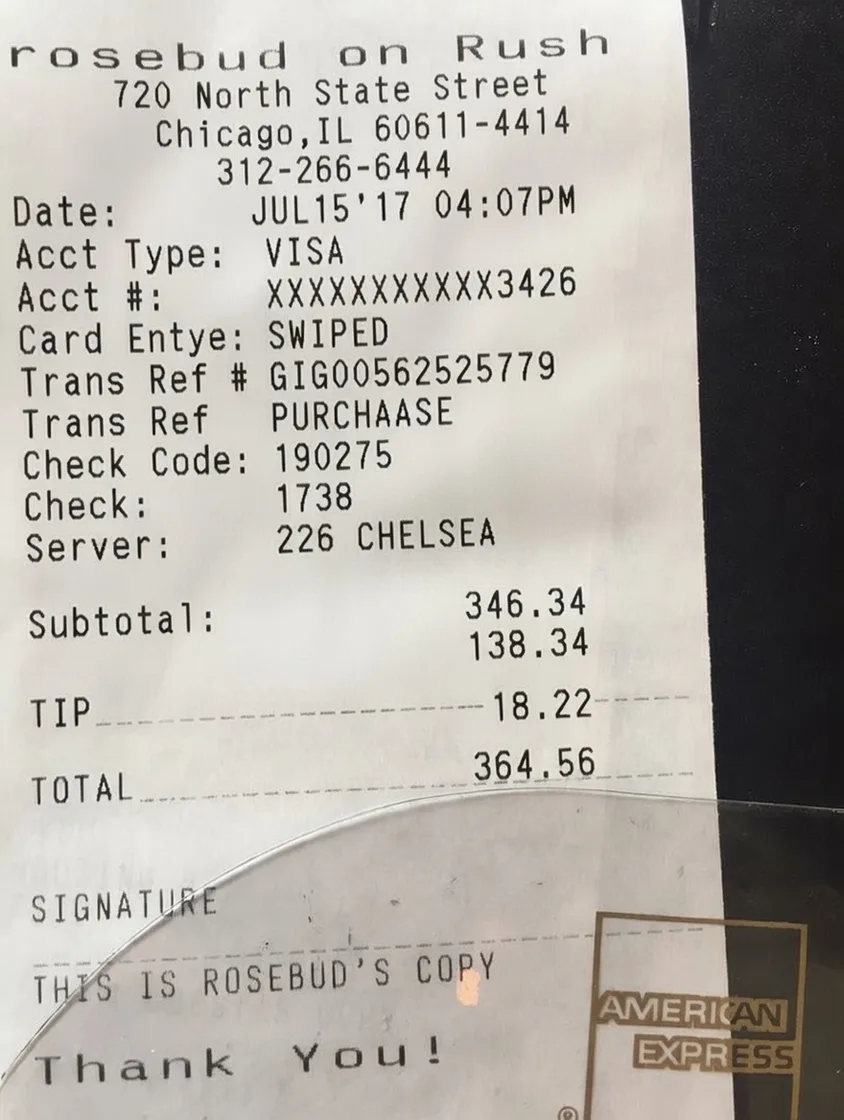 rosebud on Rush
720 North State Street
Chicago,IL 60611-4414
312-266-6444
Date: JUL15'17 04:07PM
Acct Type: VISA
Acct #: XXXXXXXXXXX3426
Card Entye: SWIPED
Trans Ref # GIG00562525779
Trans Ref PURCHAASE
Check Code: 190275
Check: 1738
Server: 226 CHELSEA
Subtotal: 346.34
138.34
TIP 18.22
TOTAL 364.56
SIGNATURE
THIS IS ROSEBUD'S COPY
Thank You!
AMERICAN
EXPRESS
®